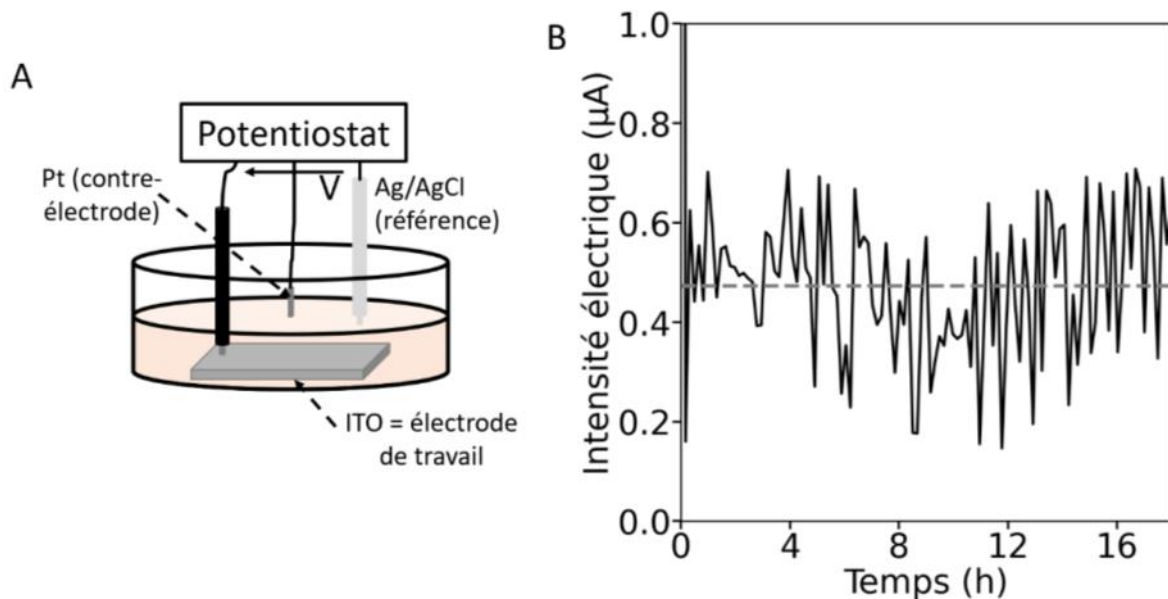 A
Potentiostat
Pt (contre-
électrode)
V
Ag/AgCl
(référence)
ITO = électrode
de travail
B
Intensité électrique (µA)
1.0
0.8
0.6
0.4
0.2
0.0
0
4
8
12
16
Temps (h)